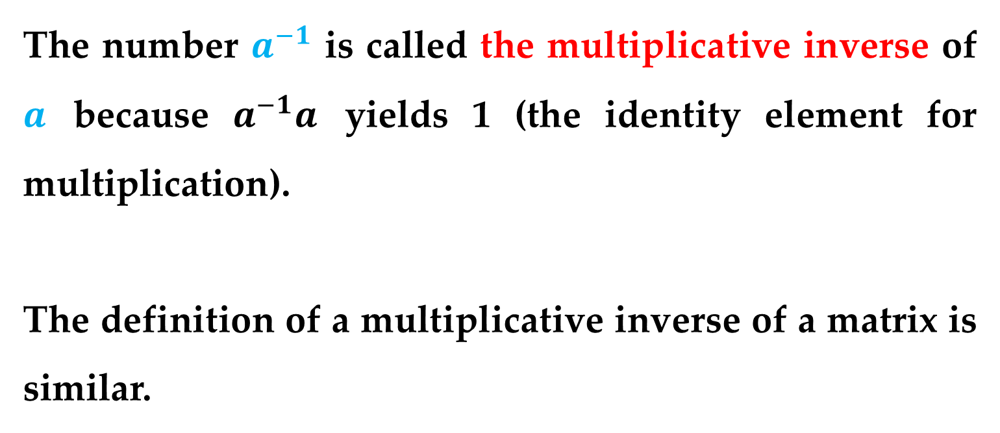 The number a⁻¹ is called the multiplicative inverse of
a because a⁻¹a yields 1 (the identity element for
multiplication).
The definition of a multiplicative inverse of a matrix is
similar.